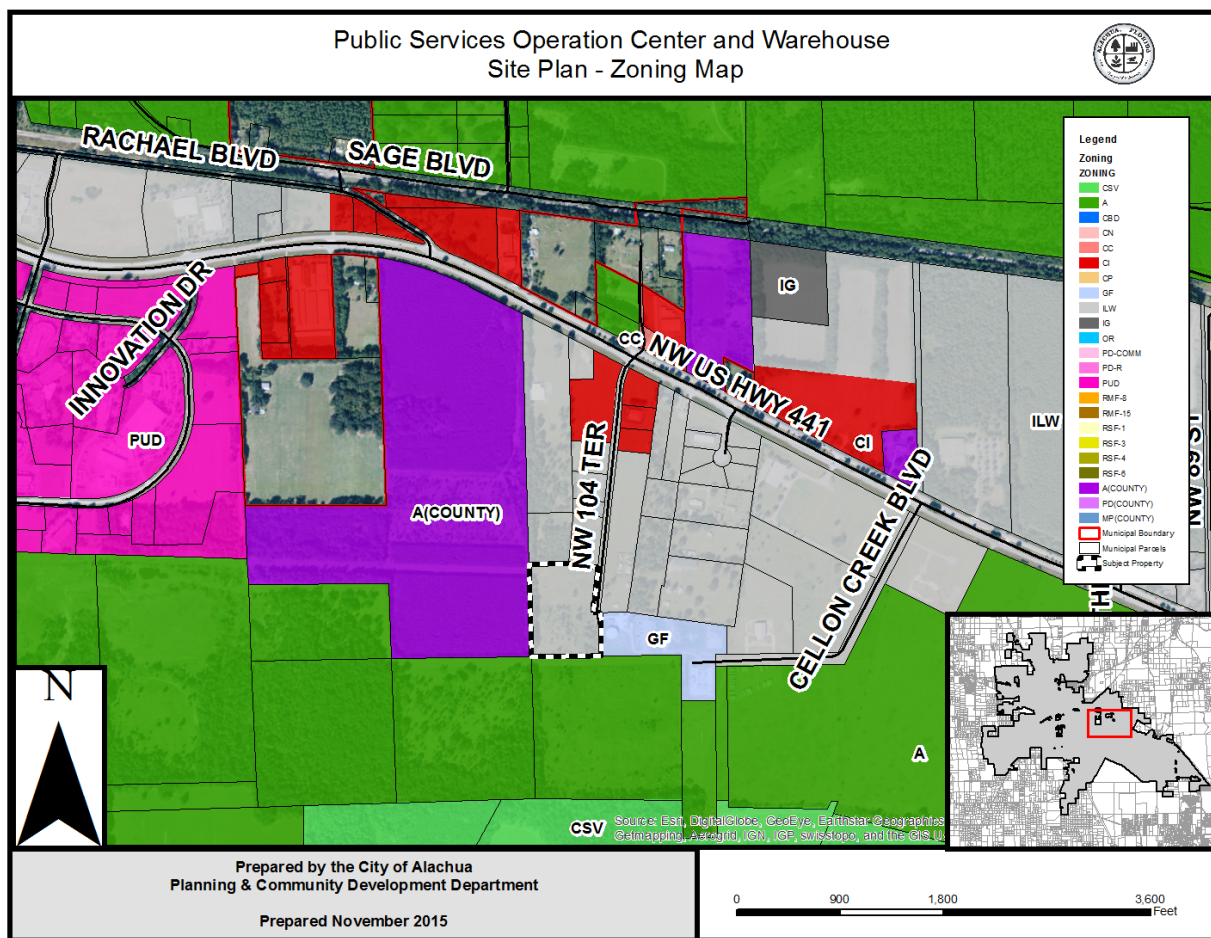 Public Services Operation Center and Warehouse
Site Plan - Zoning Map
ALACHUA, FLORIDA
RACHAEL BLVD
SAGE BLVD
INNOVATION DR
PUD
A(COUNTY)
NW 104 TER
CC
NW US HWY 441
IG
CI
ILW
CELLON CREEK BLVD
GF
A
CSV
Legend
Zoning
ZONING
CSV
A
CBD
CN
CC
CI
CP
GF
ILW
IG
OR
PD-COMM
PD-R
PUD
RMF-8
RMF-15
RSF-1
RSF-3
RSF-4
RSF-6
A(COUNTY)
PD(COUNTY)
MP(COUNTY)
Municipal Boundary
Municipal Parcels
Subject Property
N
Source: Esri, DigitalGlobe, GeoEye, Earthstar Geographics
Getmapping, Aerogrid, IGN, IGP, swisstopo, and the GIS U
Prepared by the City of Alachua
Planning & Community Development Department
Prepared November 2015
0 900 1,800 3,600
Feet